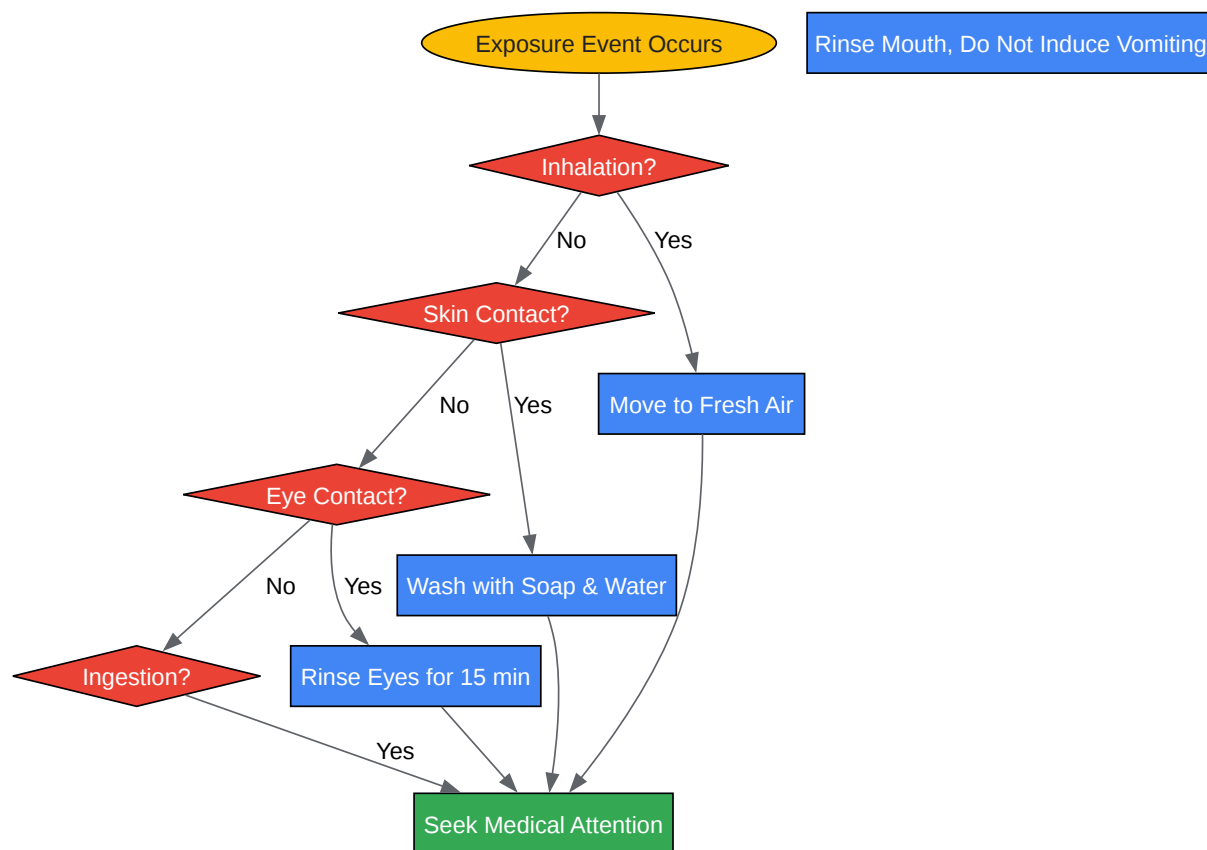 Exposure Event Occurs
Rinse Mouth, Do Not Induce Vomiting
Inhalation?
No
Yes
Skin Contact?
Move to Fresh Air
No
Yes
Eye Contact?
Wash with Soap & Water
No
Yes
Ingestion?
Rinse Eyes for 15 min
Yes
Seek Medical Attention